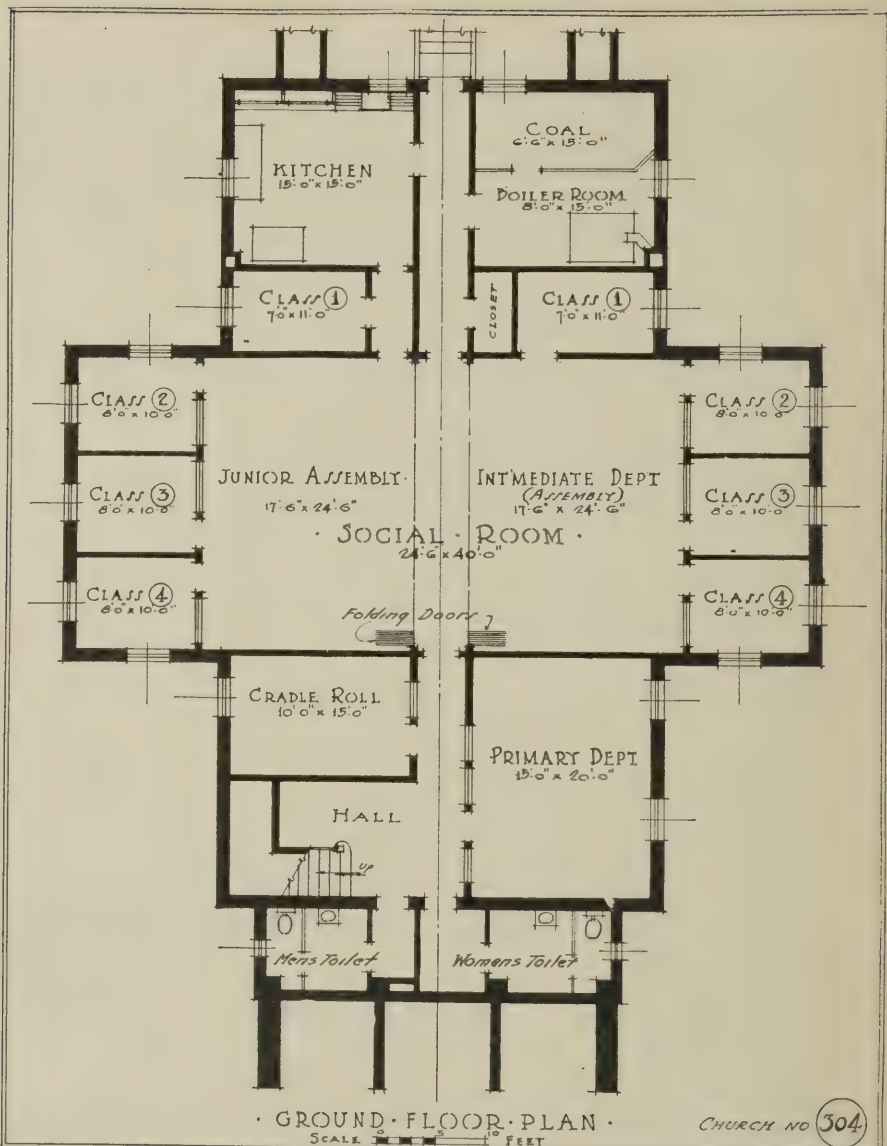 COAL
6'-6" x 15'-0"
KITCHEN
15'-0" x 15'-0"
BOILER ROOM
8'-0" x 15'-0"
CLASS 1
7'-0" x 11'-0"
CLOSET
CLASS 1
7'-0" x 11'-0"
CLASS 2
8'-0" x 10'-0"
CLASS 2
8'-0" x 10'-0"
JUNIOR ASSEMBLY
17'-6" x 24'-6"
INT'MEDIATE DEPT
(ASSEMBLY)
17'-6" x 24'-6"
CLASS 3
8'-0" x 10'-0"
CLASS 3
8'-0" x 10'-0"
· SOCIAL · ROOM ·
24'-6" x 40'-0"
CLASS 4
8'-0" x 10'-0"
CLASS 4
8'-0" x 10'-0"
Folding Doors
CRADLE ROLL
10'-0" x 15'-0"
PRIMARY DEPT
15'-0" x 20'-0"
HALL
UP
Mens Toilet
Womens Toilet
· GROUND · FLOOR · PLAN ·
SCALE 0 5 10 FEET
CHURCH NO 304